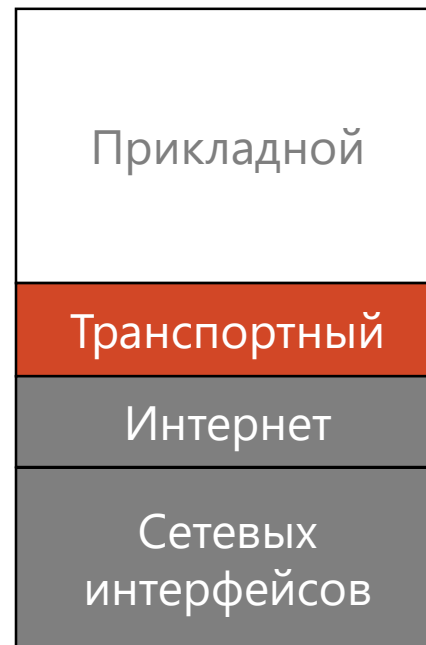 Прикладной
Транспортный
Интернет
Сетевых
интерфейсов